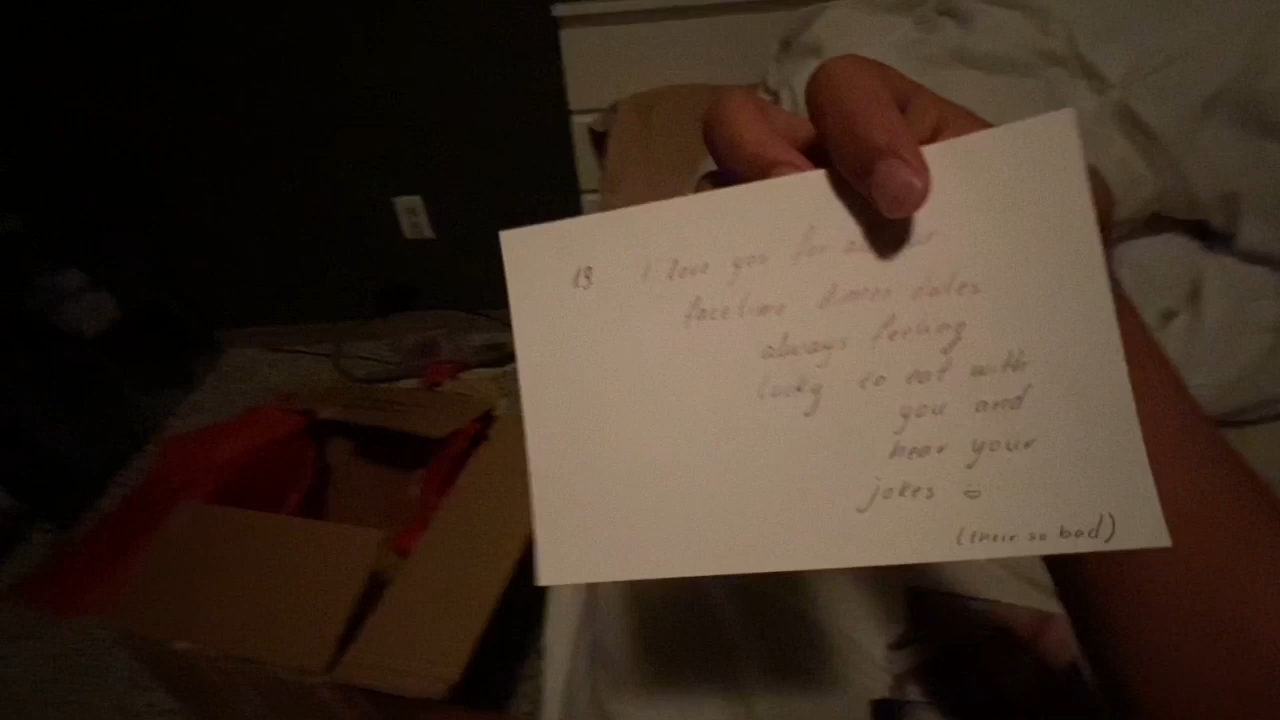 13 I love you for all our
facetime dinner dates
always feeling
lucky to eat with
you and
hear your
jokes
(their so bad)